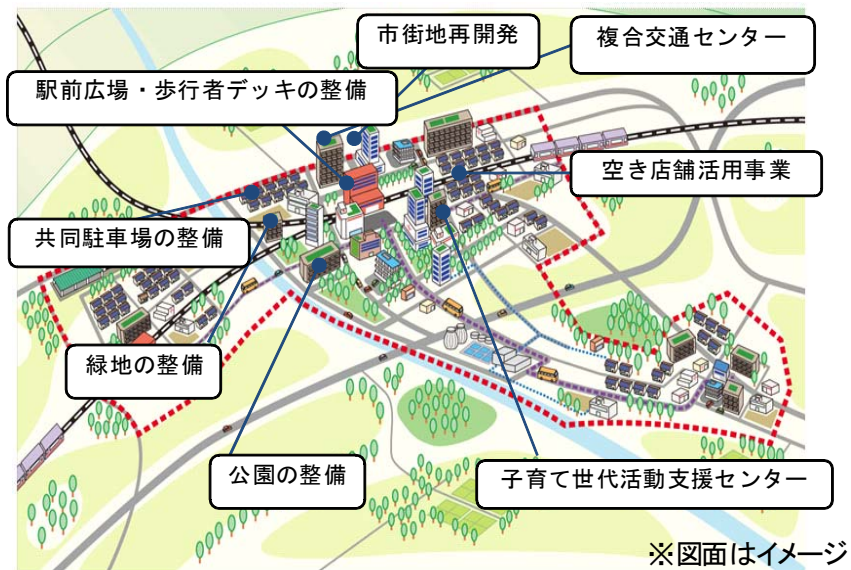 市街地再開発
複合交通センター
駅前広場・歩行者デッキの整備
空き店舗活用事業
共同駐車場の整備
緑地の整備
公園の整備
子育て世代活動支援センター
※図面はイメージ